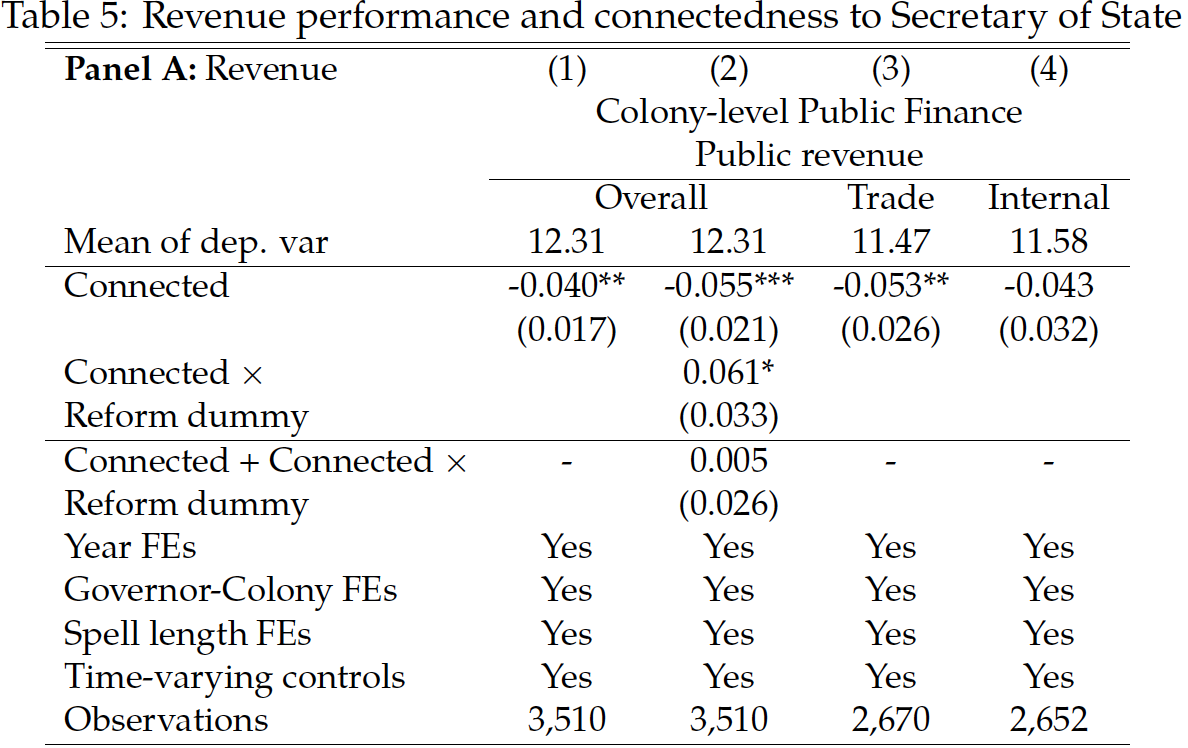 Table 5: Revenue performance and connectedness to Secretary of State
Panel A: Revenue (1) (2) (3) (4)
Colony-level Public Finance
Public revenue
Overall Trade Internal
Mean of dep. var 12.31 12.31 11.47 11.58
Connected -0.040** -0.055*** -0.053** -0.043
(0.017) (0.021) (0.026) (0.032)
Connected × 0.061*
Reform dummy (0.033)
Connected + Connected × - 0.005 - -
Reform dummy (0.026)
Year FEs Yes Yes Yes Yes
Governor-Colony FEs Yes Yes Yes Yes
Spell length FEs Yes Yes Yes Yes
Time-varying controls Yes Yes Yes Yes
Observations 3,510 3,510 2,670 2,652